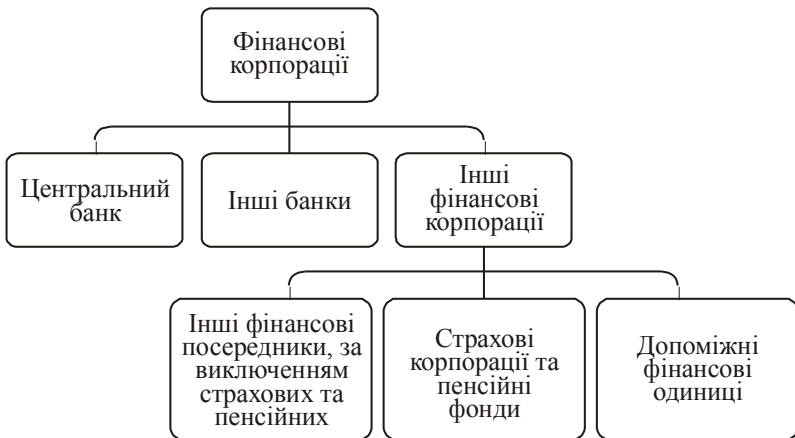 Фінансові
корпорації
Центральний
банк
Інші банки
Інші
фінансові
корпорації
Інші фінансові
посередники, за
виключенням
страхових та
пенсійних
Страхові
корпорації та
пенсійні
фонди
Допоміжні
фінансові
одиниці